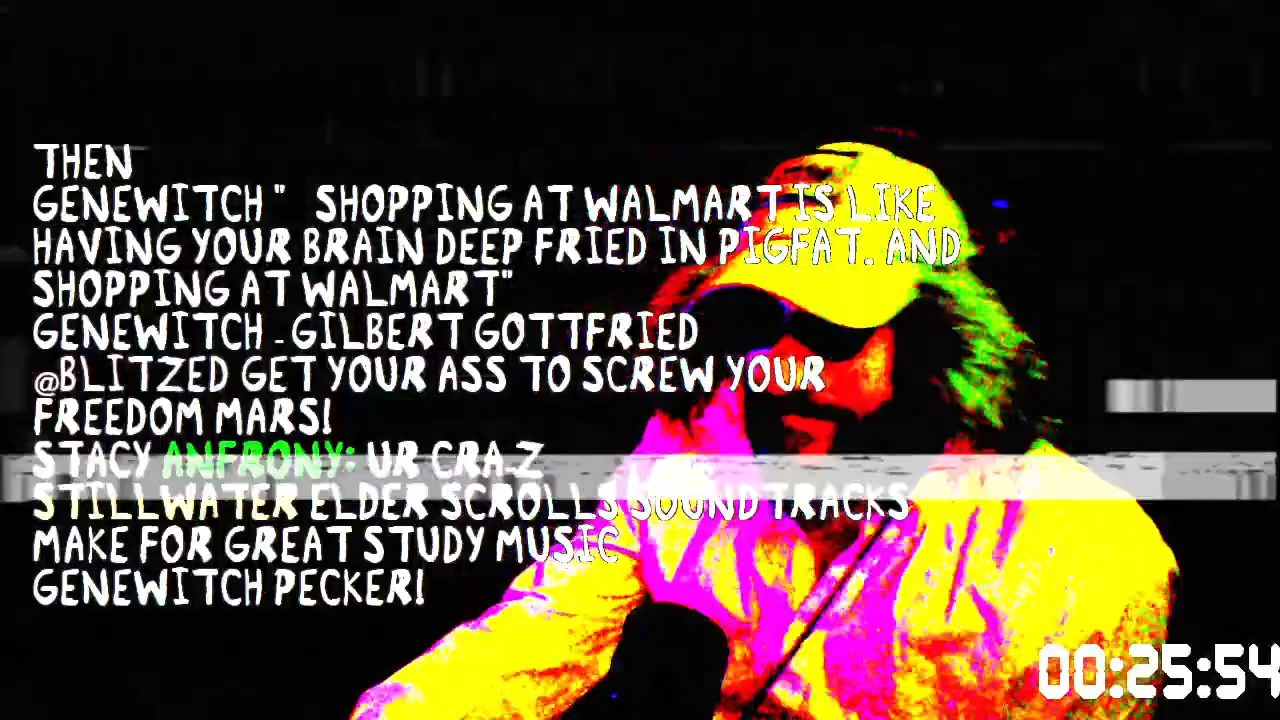 THEN
GENEWITCH " SHOPPING AT WALMART IS LIKE
HAVING YOUR BRAIN DEEP FRIED IN PIGFAT. AND
SHOPPING AT WALMART"
GENEWITCH - GILBERT GOTTFRIED
@BLITZED GET YOUR ASS TO SCREW YOUR
FREEDOM MARS!
STACY ANFRONY: UR CRA-Z
STILLWATER ELDER SCROLLS SOUNDTRACKS
MAKE FOR GREAT STUDY MUSIC
GENEWITCH PECKER!
00:25:54